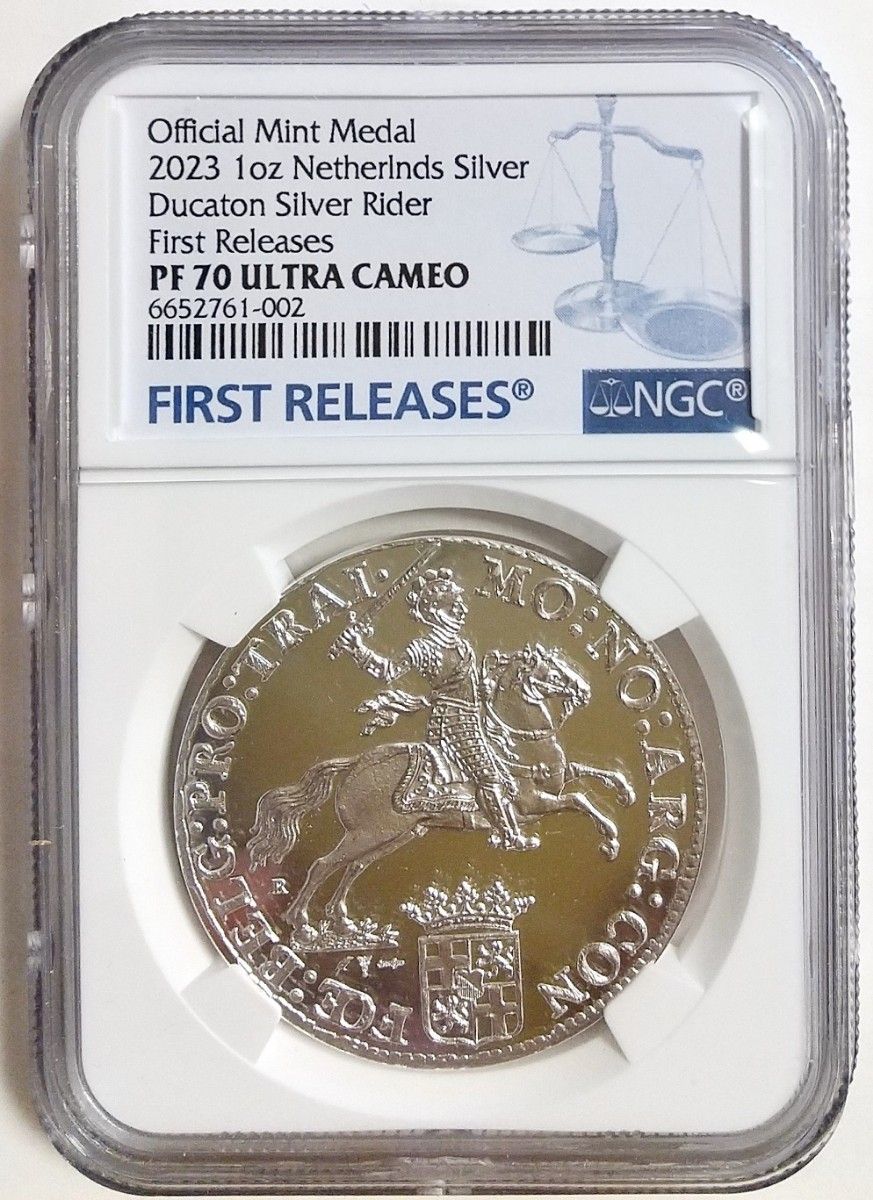 Official Mint Medal
2023 1oz Netherlnds Silver
Ducaton Silver Rider
First Releases
PF 70 ULTRA CAMEO
6652761-002
FIRST RELEASES®
NGC®
MO:NO:ARG:CON
FŒ:BELG:PRO:TRAI·
R